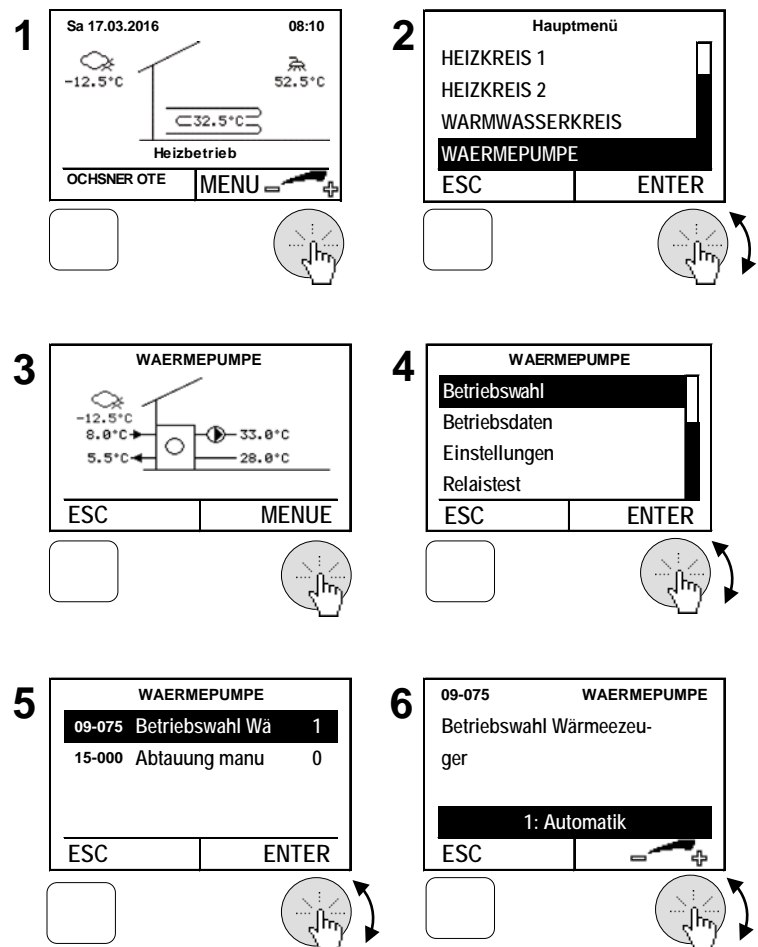 1
Sa 17.03.2016 08:10
-12.5°C 52.5°C
32.5°C
Heizbetrieb
OCHSNER OTE MENU
2
Hauptmenü
HEIZKREIS 1
HEIZKREIS 2
WARMWASSERKREIS
WAERMEPUMPE
ESC ENTER
3
WAERMEPUMPE
-12.5°C
8.0°C 33.0°C
5.5°C 28.0°C
ESC MENUE
4
WAERMEPUMPE
Betriebswahl
Betriebsdaten
Einstellungen
Relaistest
ESC ENTER
5
WAERMEPUMPE
09-075 Betriebswahl Wä 1
15-000 Abtauung manu 0
ESC ENTER
6
09-075 WAERMEPUMPE
Betriebswahl Wärmeezeu-
ger
1: Automatik
ESC